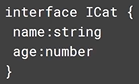 interface ICat {
 name:string
 age:number
}